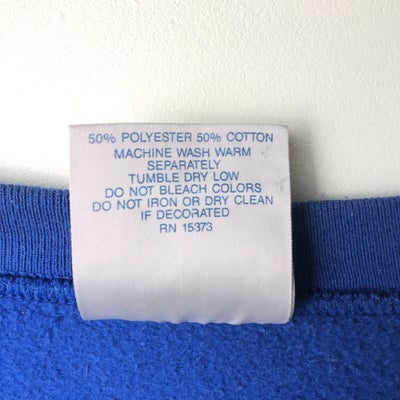 50% POLYESTER 50% COTTON
MACHINE WASH WARM
SEPARATELY
TUMBLE DRY LOW
DO NOT BLEACH COLORS
DO NOT IRON OR DRY CLEAN
IF DECORATED
RN 15373